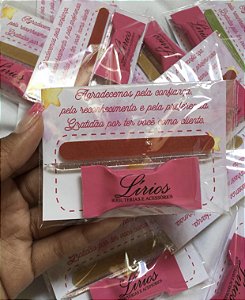 Agradecemos pela confiança,
pelo reconhecimento e pela preferência.
Gratidão por ter você como cliente.
Lírios
BIJUTERIAS E ACESSÓRIOS